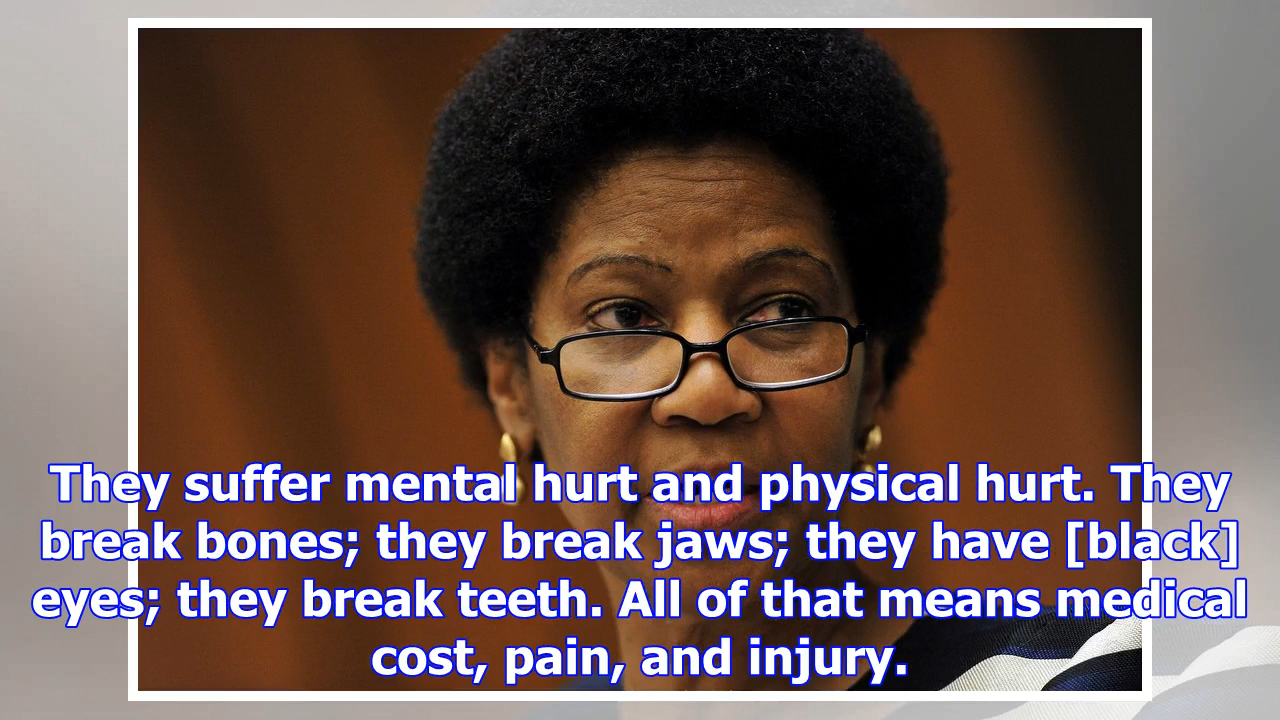 They suffer mental hurt and physical hurt. They
break bones; they break jaws; they have [black]
eyes; they break teeth. All of that means medical
cost, pain, and injury.